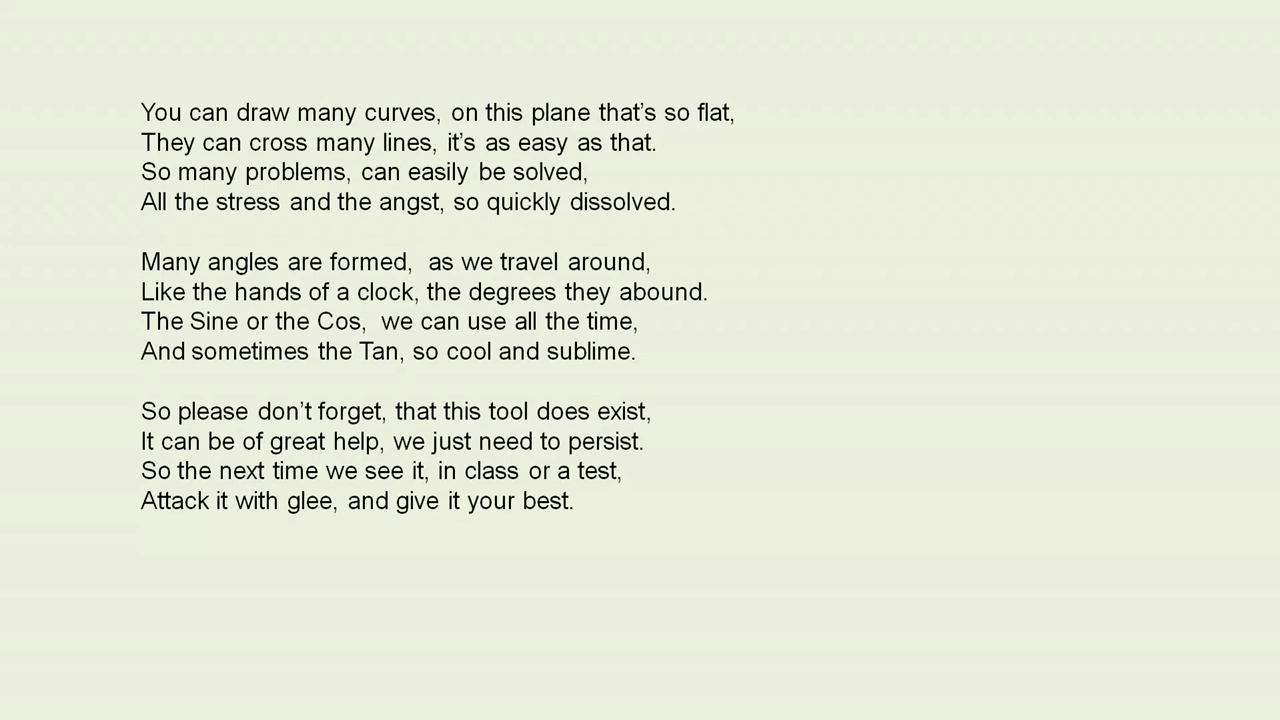 You can draw many curves, on this plane that’s so flat,
They can cross many lines, it’s as easy as that.
So many problems, can easily be solved,
All the stress and the angst, so quickly dissolved.
Many angles are formed,  as we travel around,
Like the hands of a clock, the degrees they abound.
The Sine or the Cos,  we can use all the time,
And sometimes the Tan, so cool and sublime.
So please don’t forget, that this tool does exist,
It can be of great help, we just need to persist.
So the next time we see it, in class or a test,
Attack it with glee, and give it your best.